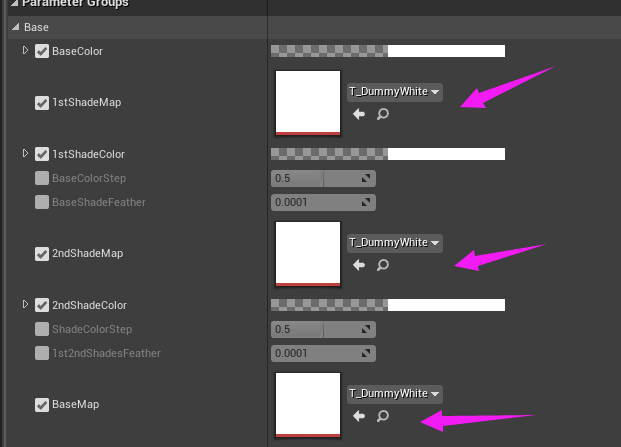 Parameter Groups
Base
BaseColor
1stShadeMap
T_DummyWhite
1stShadeColor
BaseColorStep
0.5
BaseShadeFeather
0.0001
2ndShadeMap
T_DummyWhite
2ndShadeColor
ShadeColorStep
0.5
1st2ndShadesFeather
0.0001
BaseMap
T_DummyWhite